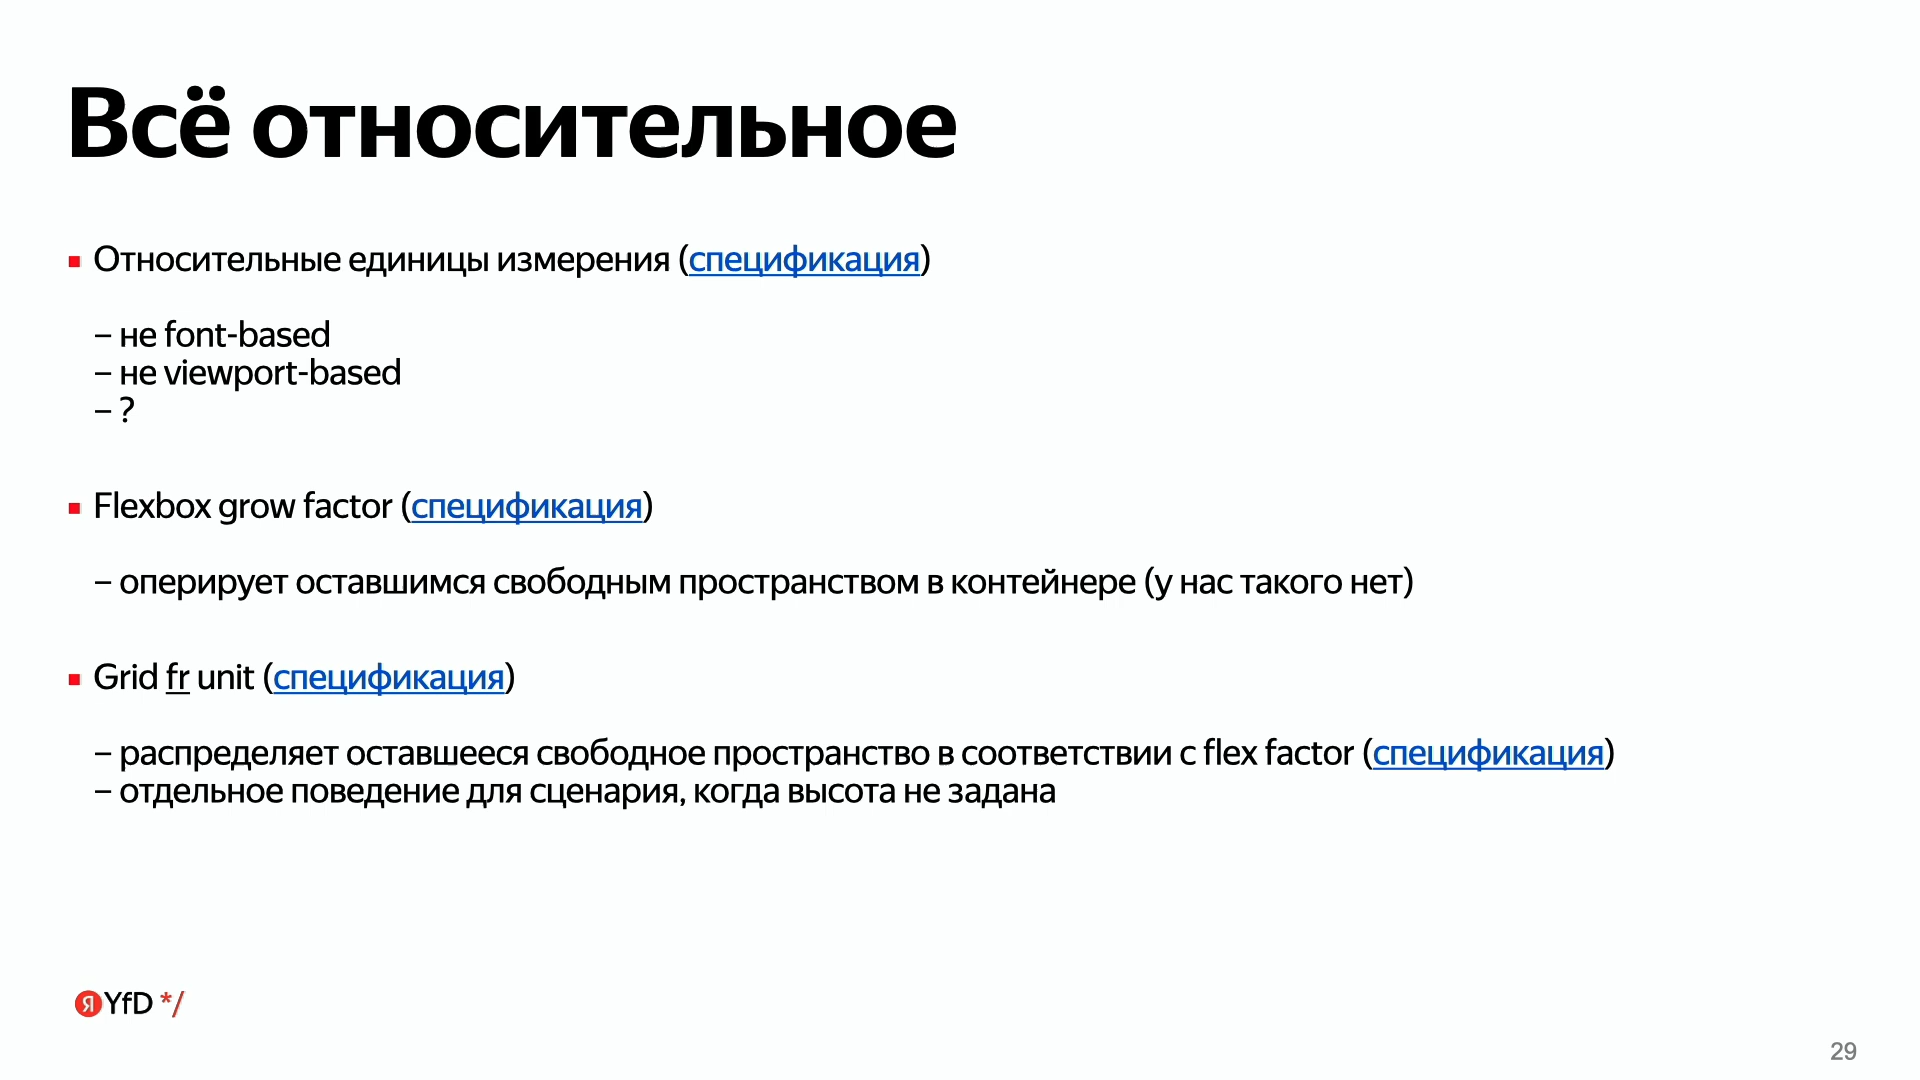 Всё относительное
Относительные единицы измерения (спецификация)
– не font-based
– не viewport-based
– ?
Flexbox grow factor (спецификация)
– оперирует оставшимся свободным пространством в контейнере (у нас такого нет)
Grid fr unit (спецификация)
– распределяет оставшееся свободное пространство в соответствии с flex factor (спецификация)
– отдельное поведение для сценария, когда высота не задана
Я YfD */
29